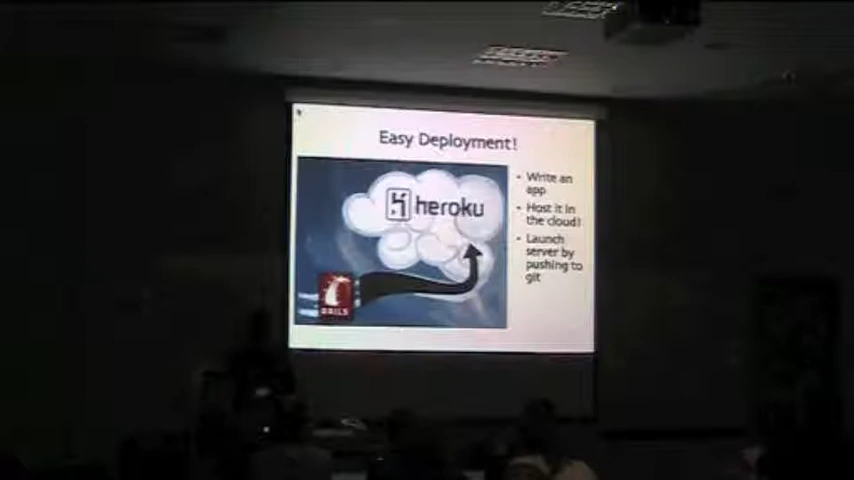 Easy Deployment!
heroku
RAILS
• Write an
app
• Host it in
the cloud!
• Launch
server by
pushing to
git